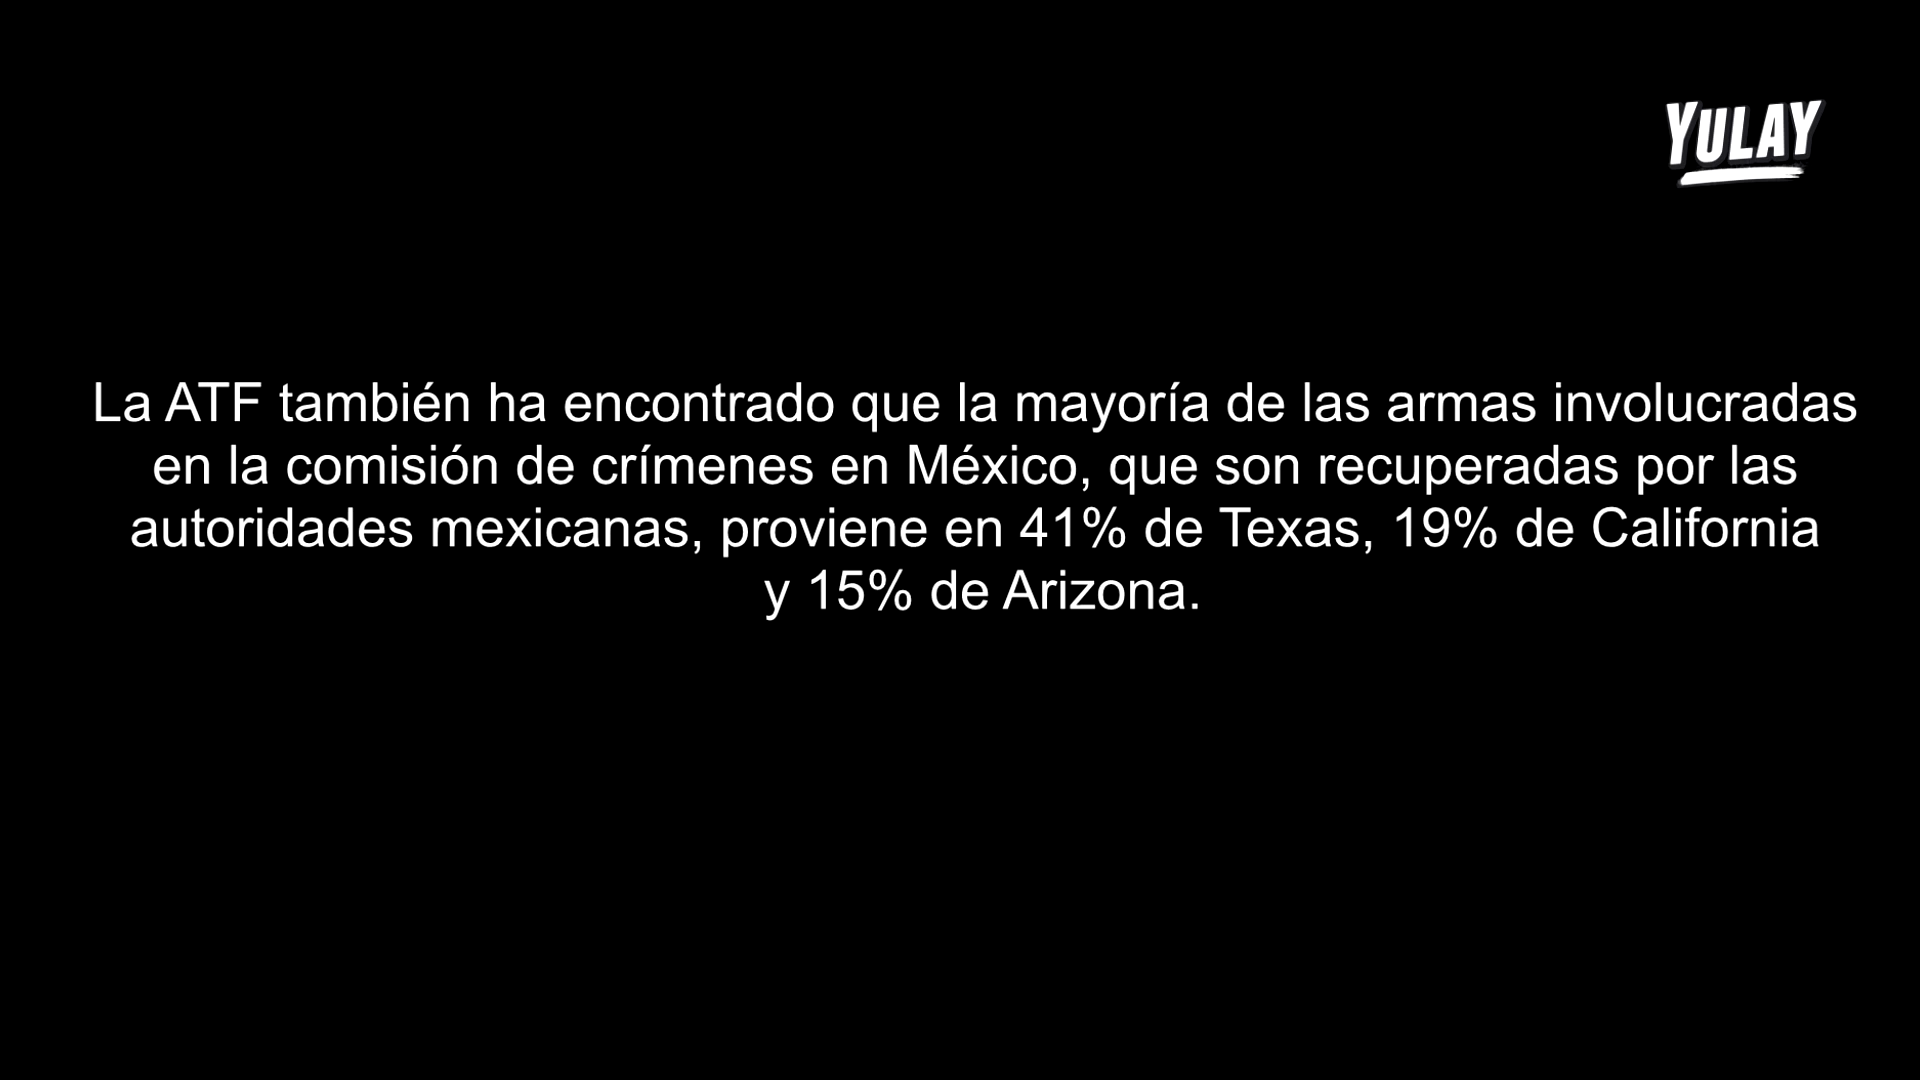 YULAY
La ATF también ha encontrado que la mayoría de las armas involucradas
en la comisión de crímenes en México, que son recuperadas por las
autoridades mexicanas, proviene en 41% de Texas, 19% de California
y 15% de Arizona.